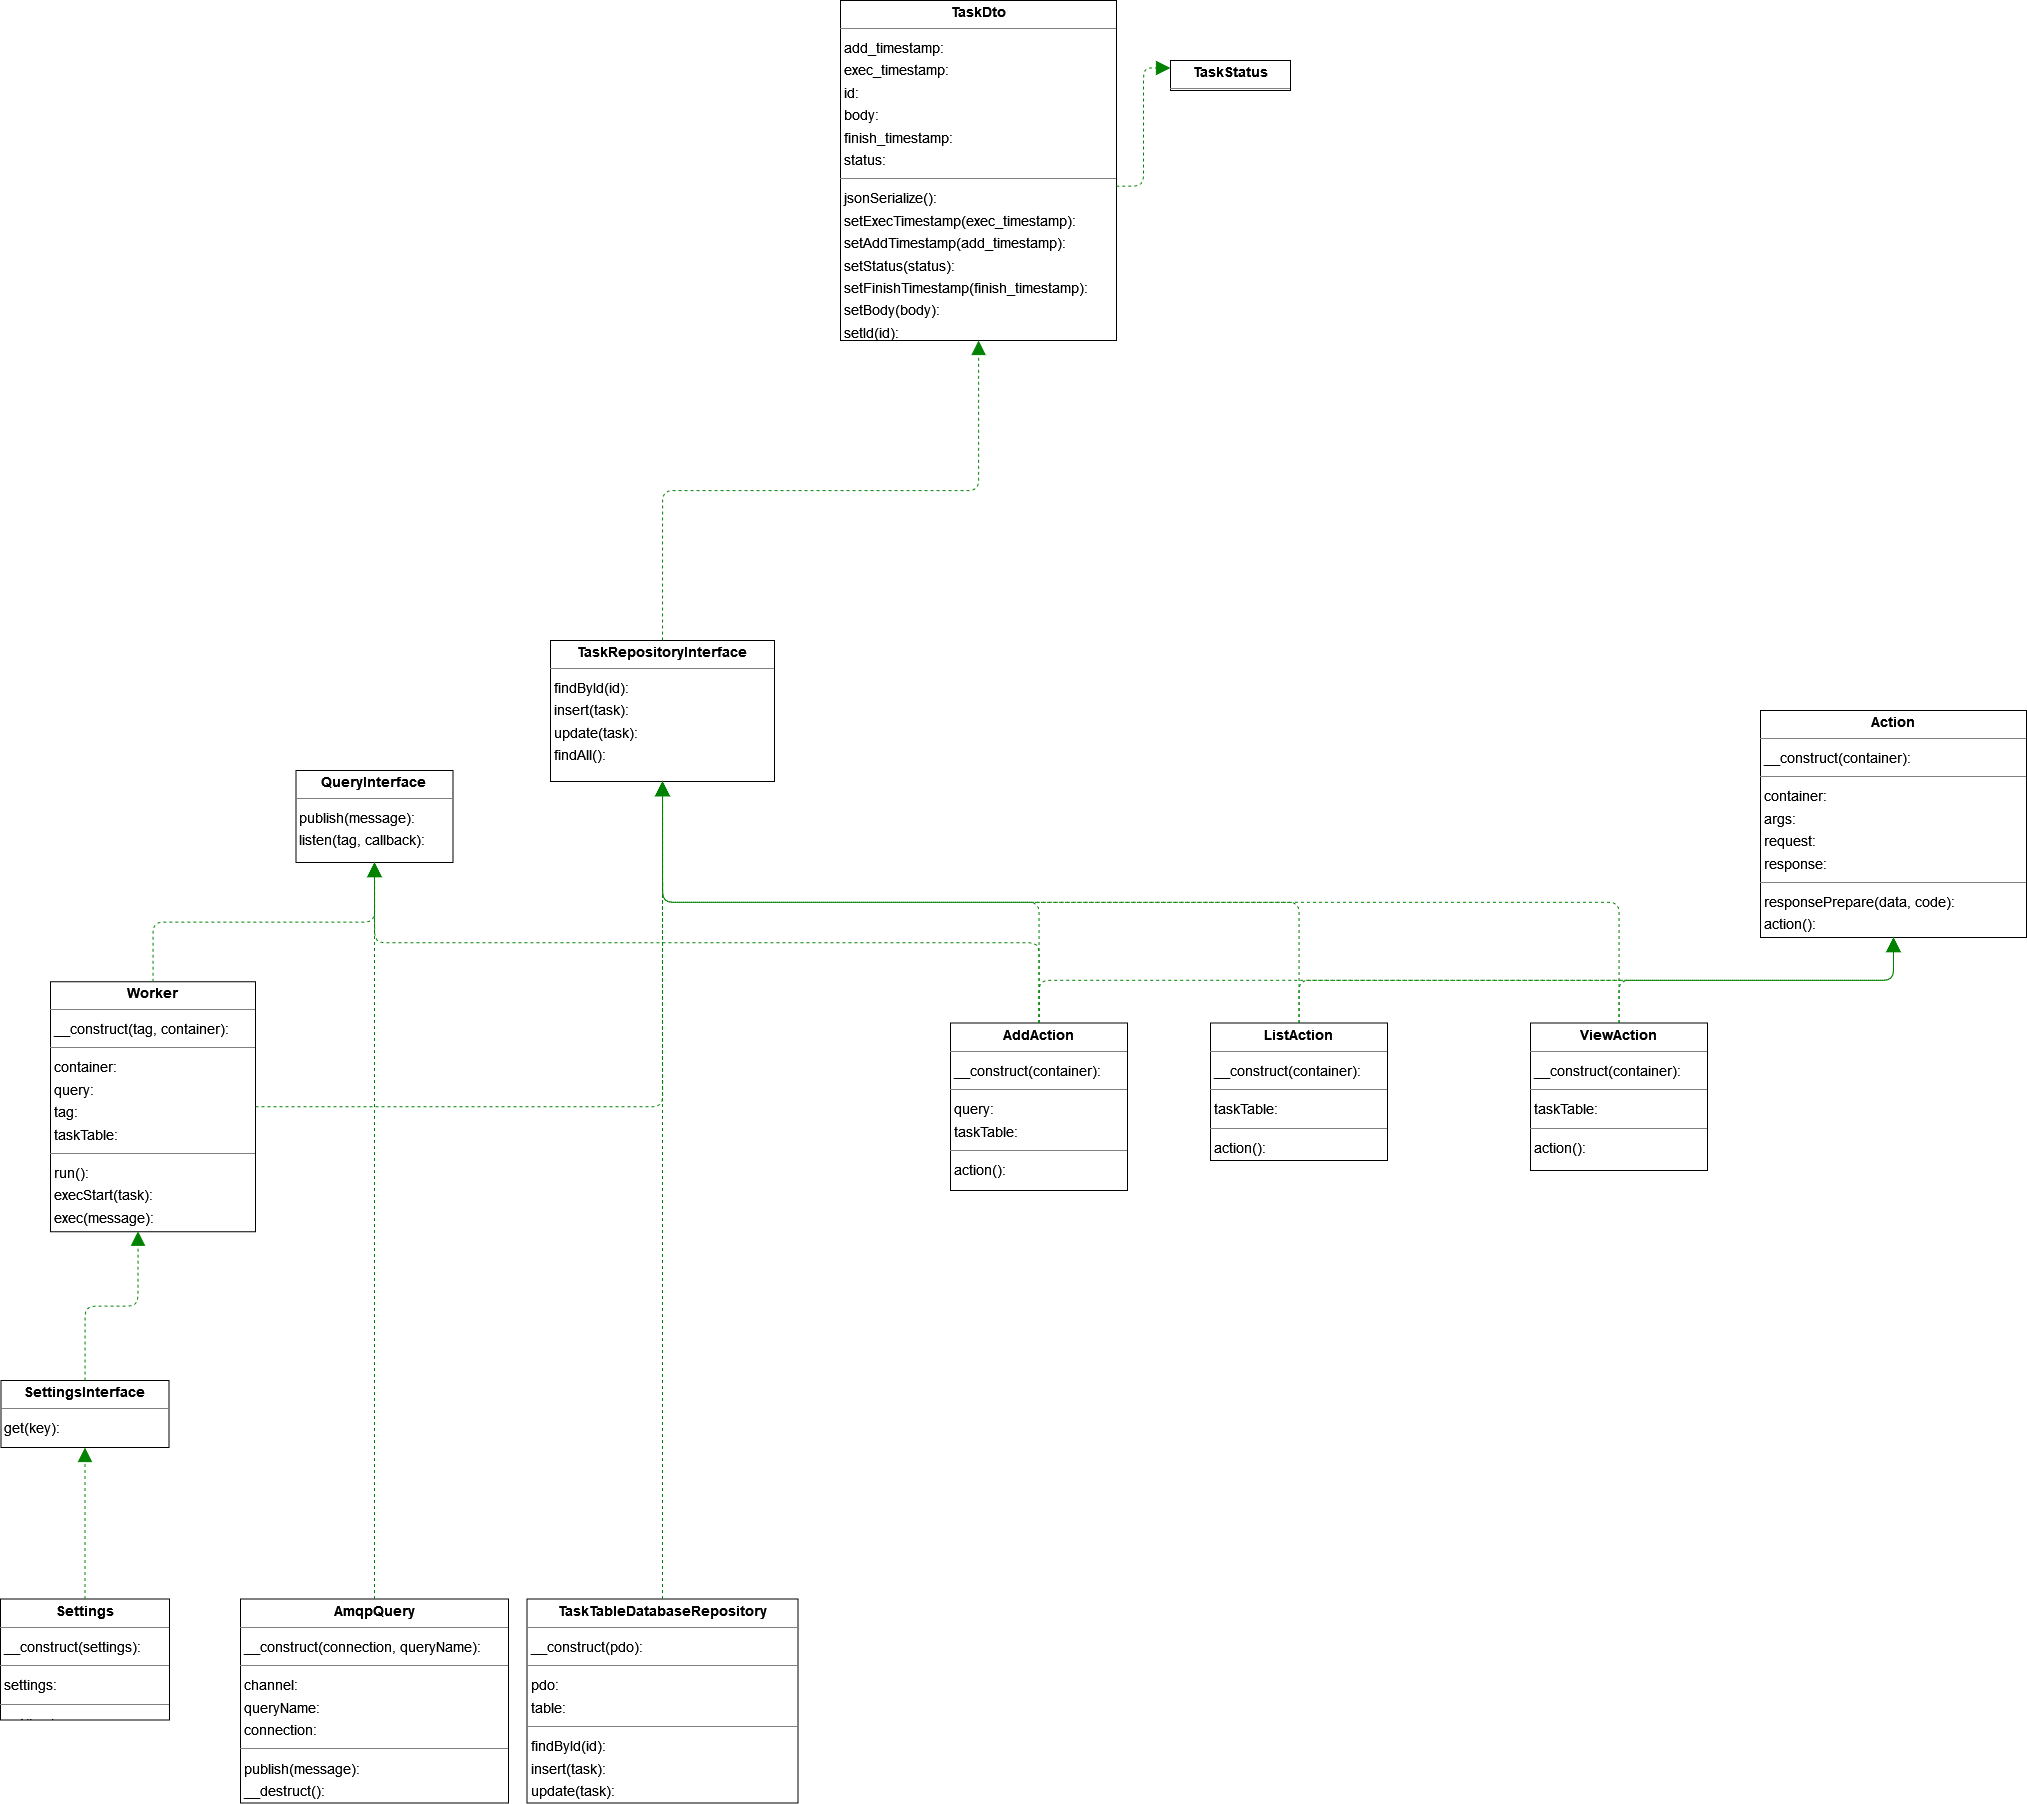 TaskDto
add_timestamp:
exec_timestamp:
id:
body:
finish_timestamp:
status:
jsonSerialize():
setExecTimestamp(exec_timestamp):
setAddTimestamp(add_timestamp):
setStatus(status):
setFinishTimestamp(finish_timestamp):
setBody(body):
setId(id):
TaskStatus
TaskRepositoryInterface
findById(id):
insert(task):
update(task):
findAll():
QueryInterface
publish(message):
listen(tag, callback):
Action
__construct(container):
container:
args:
request:
response:
responsePrepare(data, code):
action():
Worker
__construct(tag, container):
container:
query:
tag:
taskTable:
run():
execStart(task):
exec(message):
AddAction
__construct(container):
query:
taskTable:
action():
ListAction
__construct(container):
taskTable:
action():
ViewAction
__construct(container):
taskTable:
action():
SettingsInterface
get(key):
Settings
__construct(settings):
settings:
AmqpQuery
__construct(connection, queryName):
channel:
queryName:
connection:
publish(message):
__destruct():
TaskTableDatabaseRepository
__construct(pdo):
pdo:
table:
findById(id):
insert(task):
update(task):